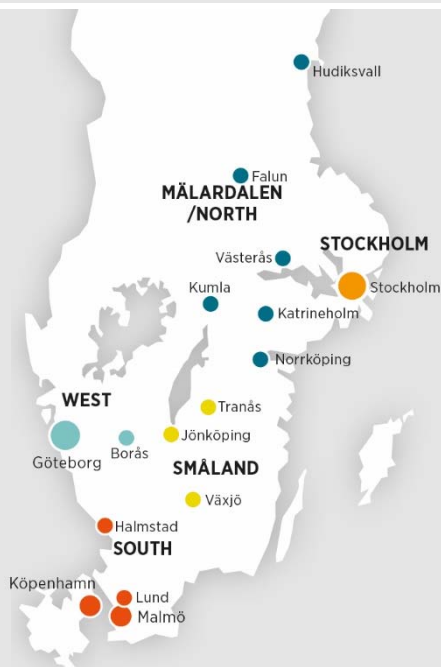 Hudiksvall
Falun
MÄLARDALEN
/NORTH
Västerås
STOCKHOLM
Kumla
Stockholm
Katrineholm
Norrköping
WEST
Tranås
Jönköping
Borås
Göteborg
SMÅLAND
Växjö
Halmstad
SOUTH
Köpenhamn
Lund
Malmö